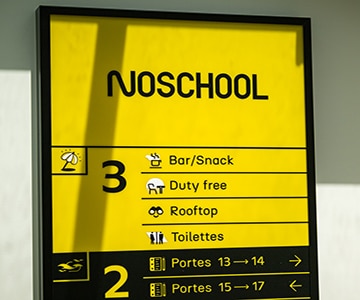 NOSCHOOL
3
Bar/Snack
Duty free
Rooftop
Toilettes
2
Portes 13 → 14 →
Portes 15 → 17 ←